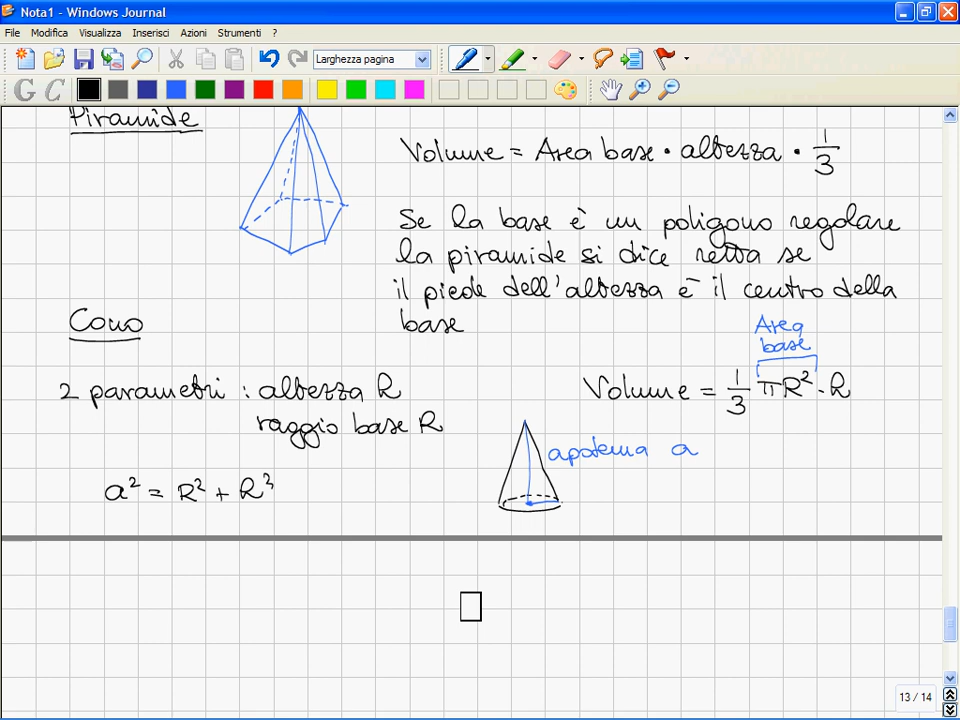 Nota1 - Windows Journal
File Modifica Visualizza Inserisci Azioni Strumenti ?
Larghezza pagina
G C
Piramide
Volume = Area base · altezza · 1/3
Se la base è un poligono regolare
la piramide si dice retta se
il piede dell'altezza è il centro della
base
Cono
Area
base
2 parametri : altezza h
raggio base R
Volume = 1/3 πR² · h
apotema a
a² = R² + h²
13 / 14